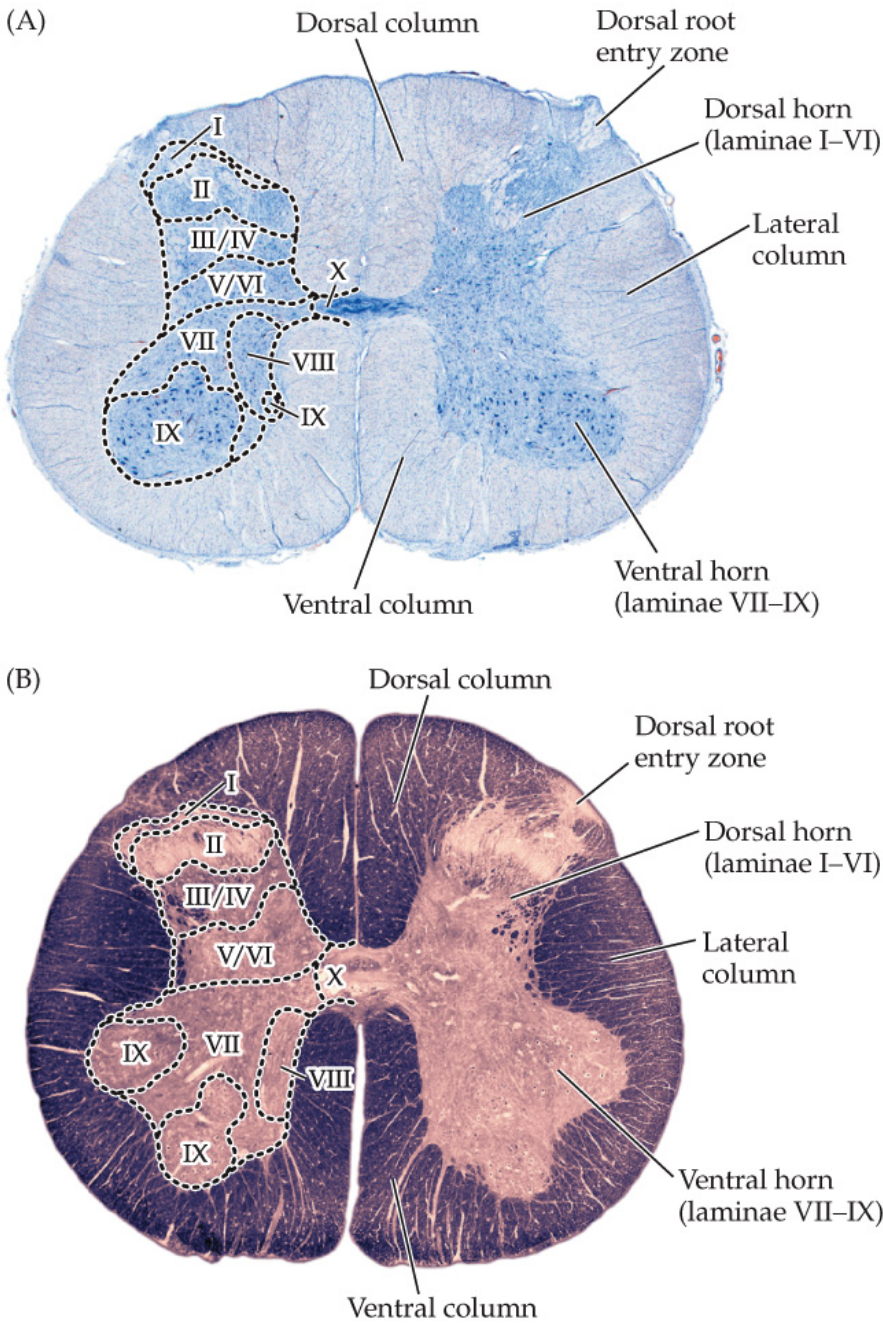 (A)
Dorsal column
Dorsal root
entry zone
Dorsal horn
(laminae I–VI)
Lateral
column
I
II
III/IV
V/VI
X
VII
VIII
IX
IX
Ventral horn
(laminae VII–IX)
Ventral column
(B)
Dorsal column
Dorsal root
entry zone
Dorsal horn
(laminae I–VI)
Lateral
column
I
II
III/IV
V/VI
X
IX
VII
VIII
IX
Ventral horn
(laminae VII–IX)
Ventral column